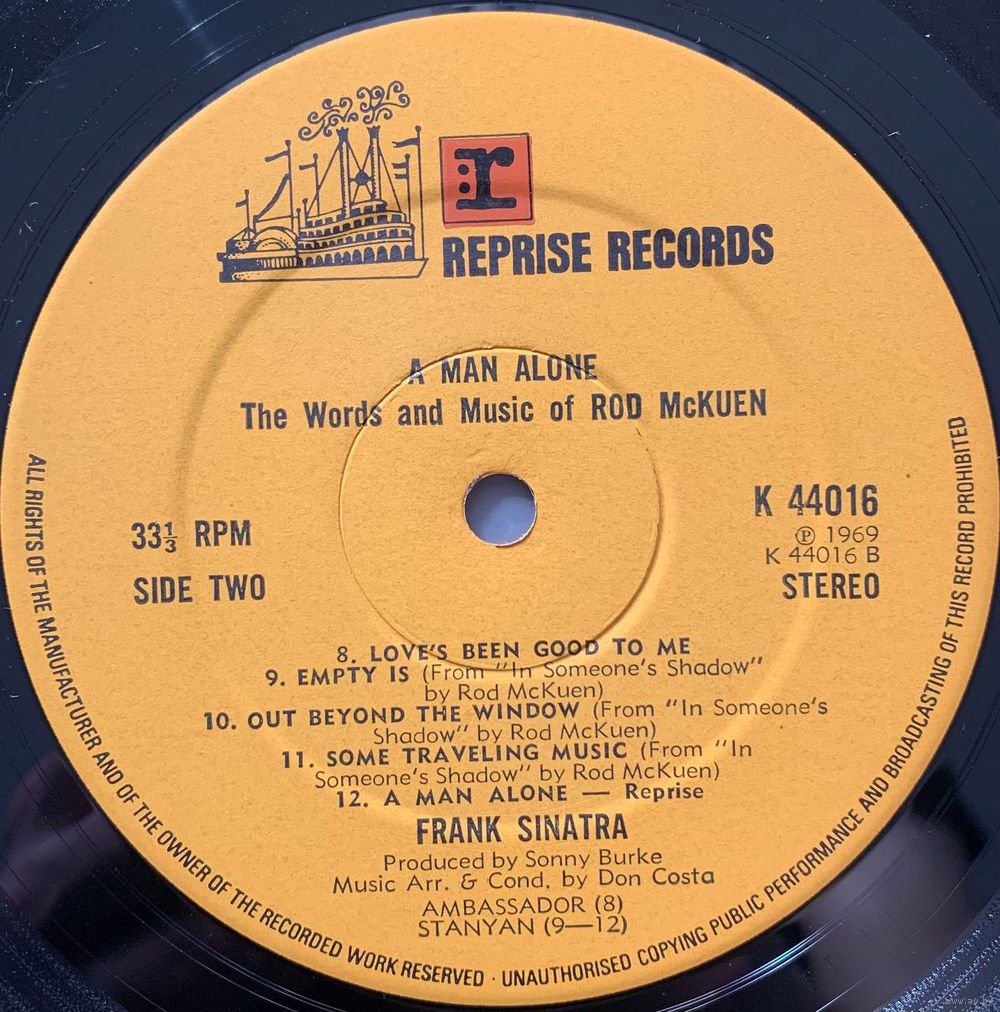 r
REPRISE RECORDS
A MAN ALONE
The Words and Music of ROD McKUEN
33⅓ RPM
SIDE TWO
K 44016
℗ 1969
K 44016 B
STEREO
8. LOVE'S BEEN GOOD TO ME
9. EMPTY IS (From "In Someone's Shadow"
by Rod McKuen)
10. OUT BEYOND THE WINDOW (From "In Someone's
Shadow" by Rod McKuen)
11. SOME TRAVELING MUSIC (From "In
Someone's Shadow" by Rod McKuen)
12. A MAN ALONE — Reprise
FRANK SINATRA
Produced by Sonny Burke
Music Arr. & Cond. by Don Costa
AMBASSADOR (8)
STANYAN (9—12)
ALL RIGHTS OF THE MANUFACTURER AND OF THE OWNER OF THE RECORDED WORK RESERVED · UNAUTHORISED COPYING PUBLIC PERFORMANCE AND BROADCASTING OF THIS RECORD PROHIBITED